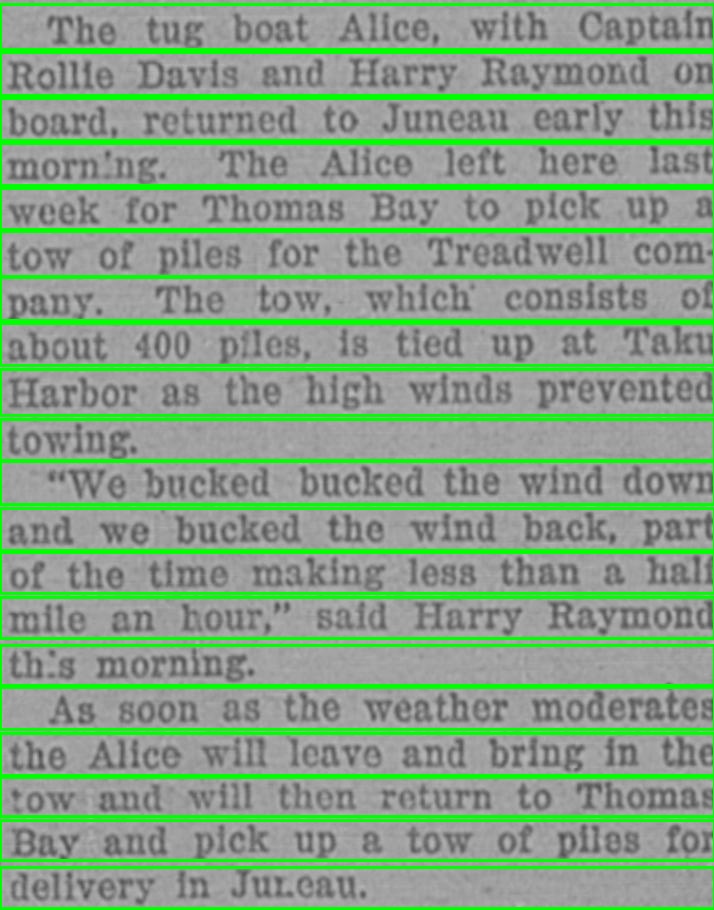 The tug boat Alice, with Captain
Rollie Davis and Harry Raymond on
board, returned to Juneau early this
morning. The Alice left here last
week for Thomas Bay to pick up a
tow of piles for the Treadwell com-
pany. The tow, which consists of
about 400 piles, is tied up at Taku
Harbor as the high winds prevented
towing.
"We bucked bucked the wind down
and we bucked the wind back, part
of the time making less than a half
mile an hour," said Harry Raymond
this morning.
As soon as the weather moderates
the Alice will leave and bring in the
tow and will then return to Thomas
Bay and pick up a tow of piles for
delivery in Juneau.